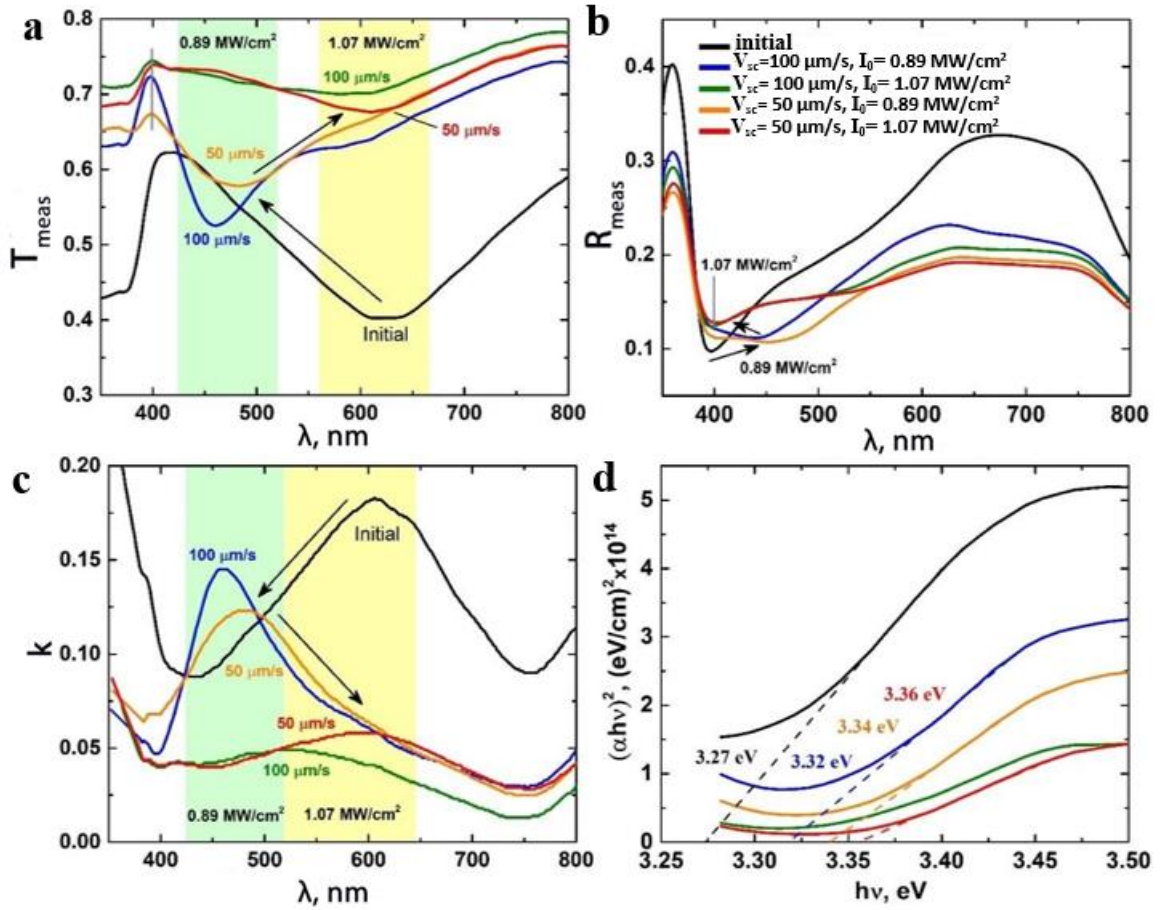 a
0.8
0.7
0.6
0.5
0.4
0.3
T_meas
0.89 MW/cm²
1.07 MW/cm²
100 μm/s
50 μm/s
50 μm/s
100 μm/s
Initial
400 500 600 700 800
λ, nm
b
0.4
0.3
0.2
0.1
R_meas
initial
V_sc=100 μm/s, I₀= 0.89 MW/cm²
V_sc= 100 μm/s, I₀= 1.07 MW/cm²
V_sc= 50 μm/s, I₀= 0.89 MW/cm²
V_sc= 50 μm/s, I₀= 1.07 MW/cm²
1.07 MW/cm²
0.89 MW/cm²
400 500 600 700 800
λ, nm
c
0.20
0.15
0.10
0.05
0.00
k
100 μm/s
Initial
50 μm/s
50 μm/s
100 μm/s
0.89 MW/cm²
1.07 MW/cm²
400 500 600 700 800
λ, nm
d
5
4
3
2
1
0
(αhν)², (eV/cm)²x10¹⁴
3.36 eV
3.34 eV
3.27 eV
3.32 eV
3.25 3.30 3.35 3.40 3.45 3.50
hν, eV